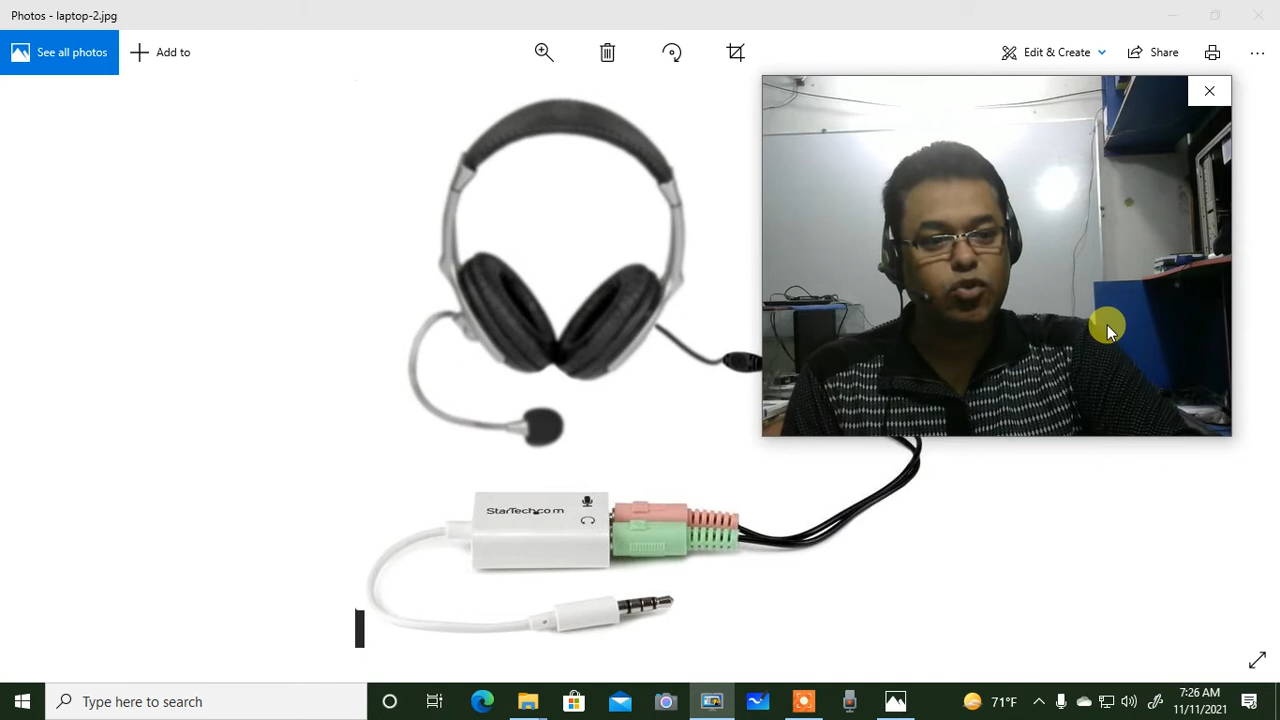 Photos - laptop-2.jpg
See all photos
Add to
Edit & Create
Share
StarTech.com
Type here to search
71°F
7:26 AM
11/11/2021